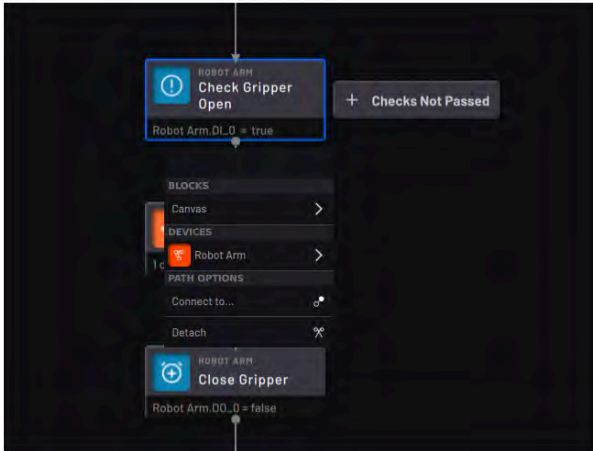 ROBOT ARM
Check Gripper
Open
Robot Arm.DI_0 = true
+ Checks Not Passed
BLOCKS
Canvas
DEVICES
Robot Arm
PATH OPTIONS
Connect to...
Detach
ROBOT ARM
Close Gripper
Robot Arm.DO_0 = false